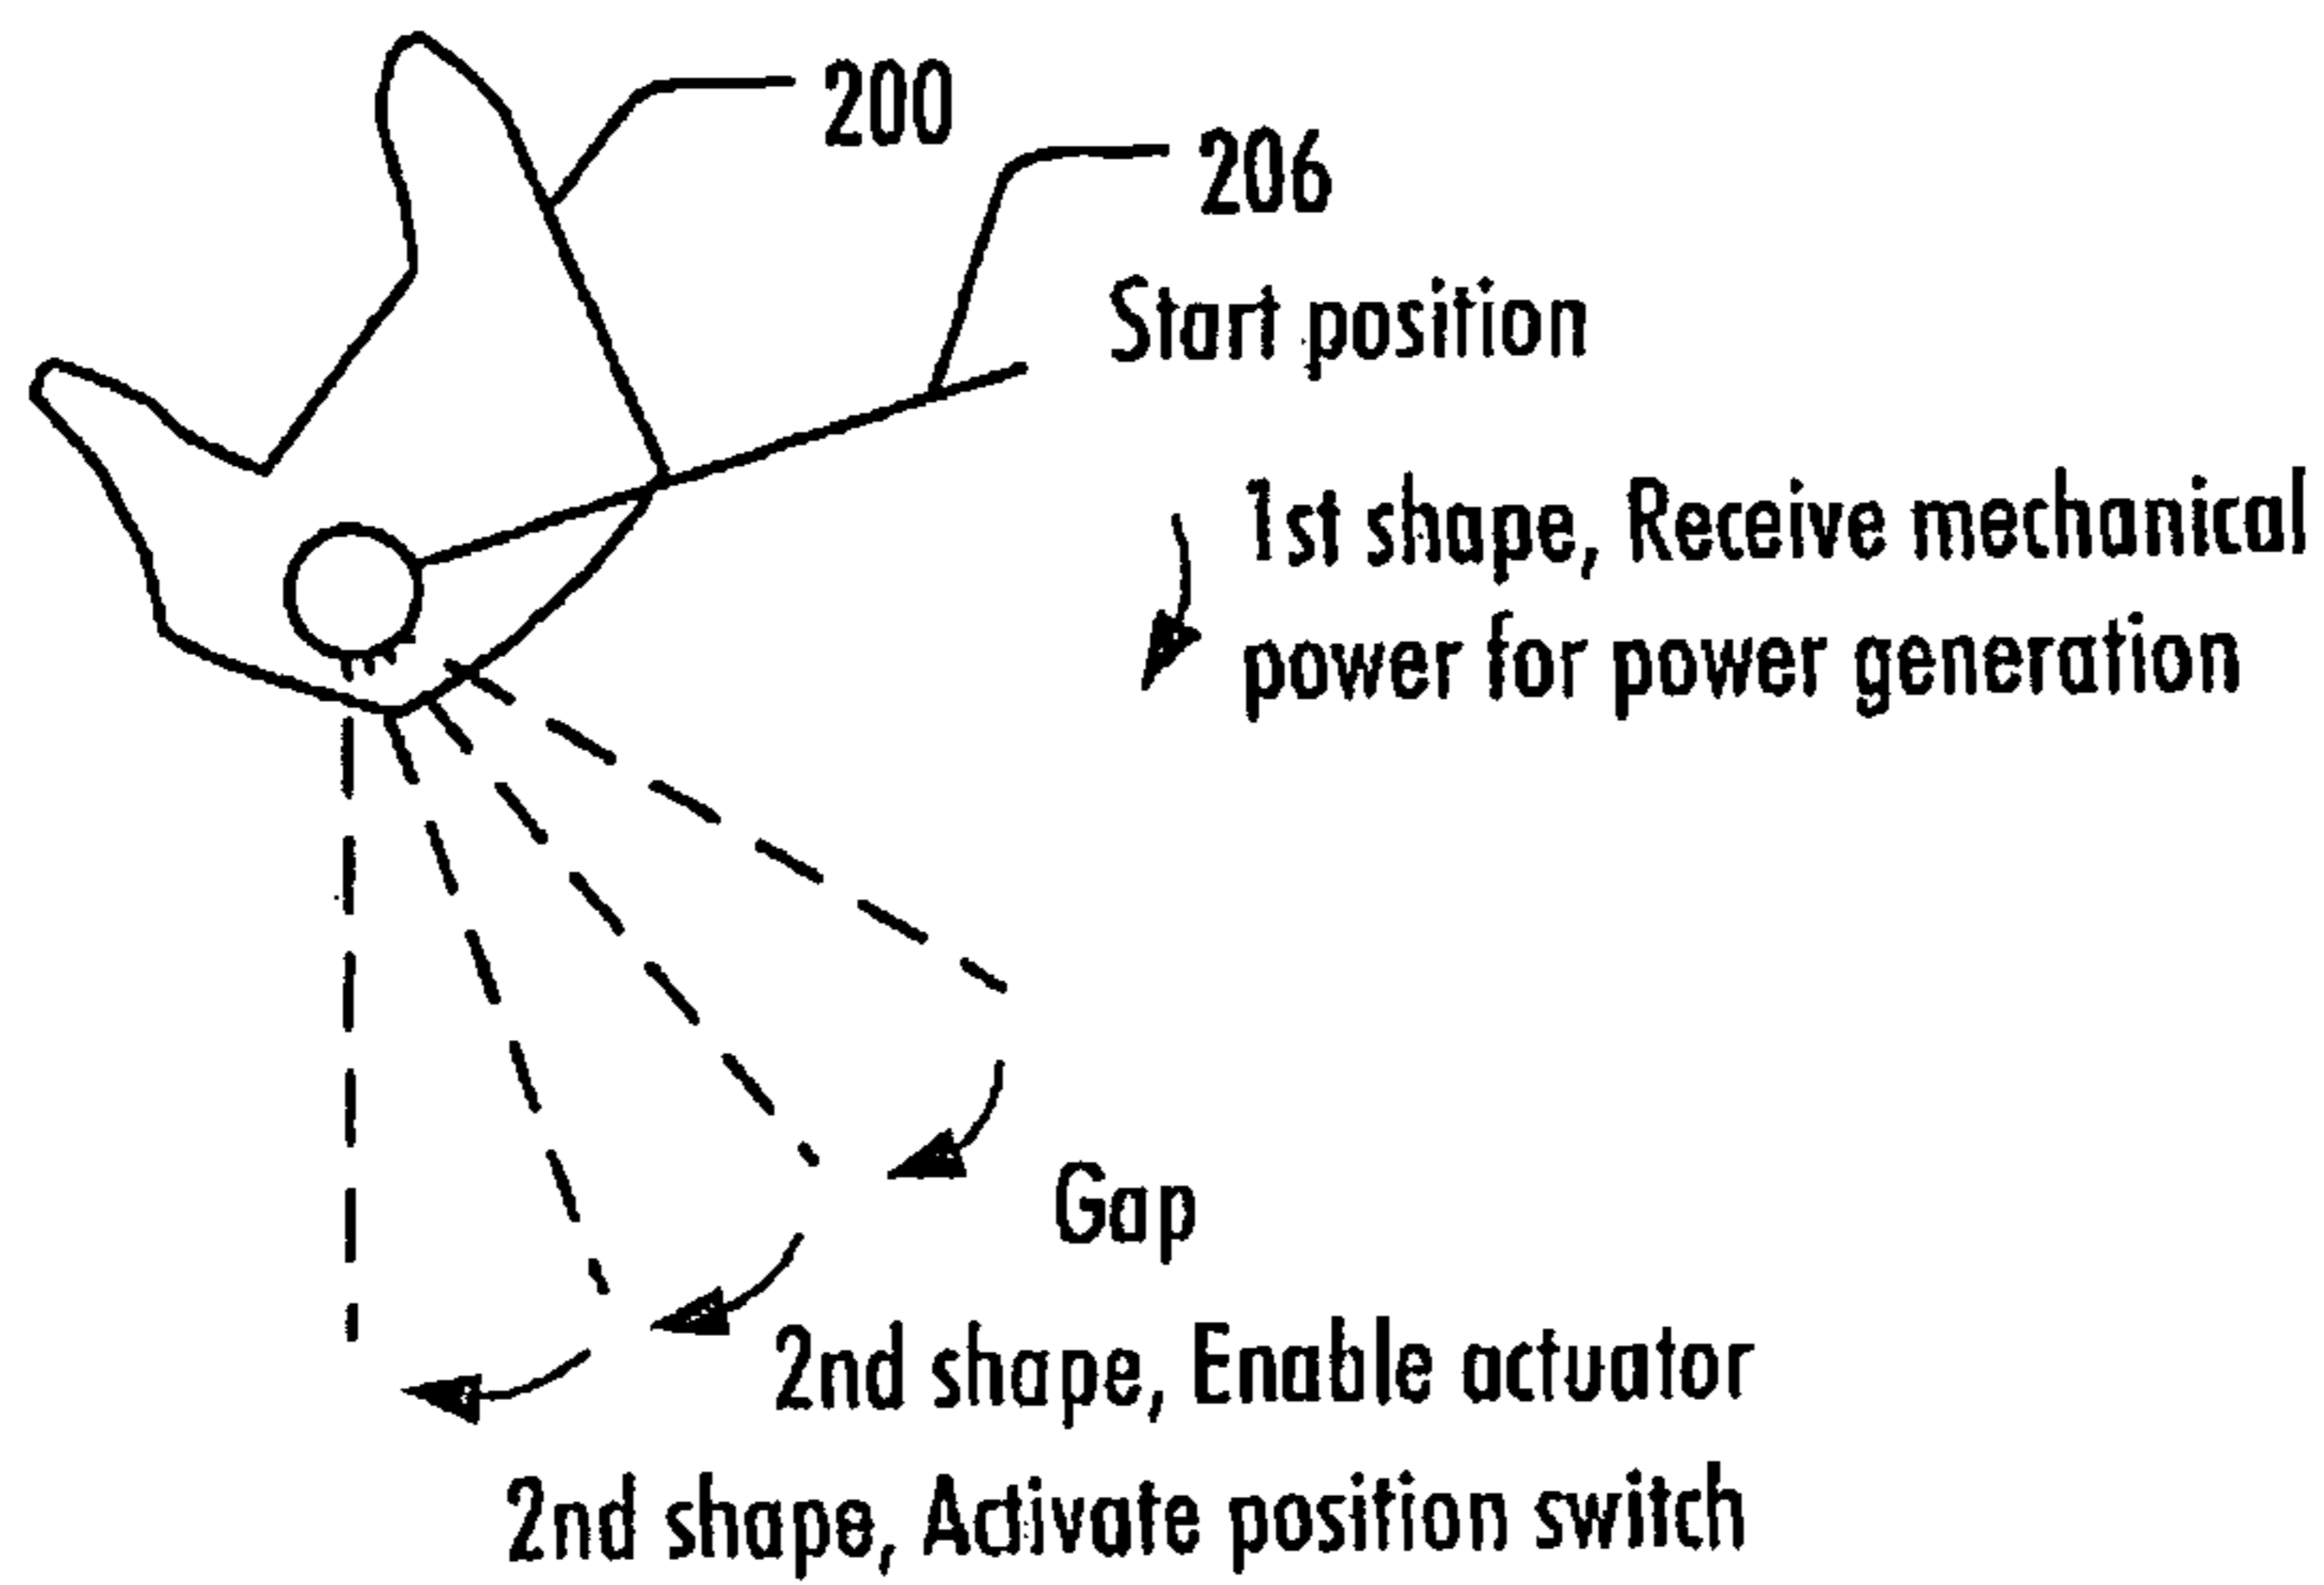 200
206
Start position
1st shape, Receive mechanical
power for power generation
Gap
2nd shape, Enable actuator
2nd shape, Activate position switch